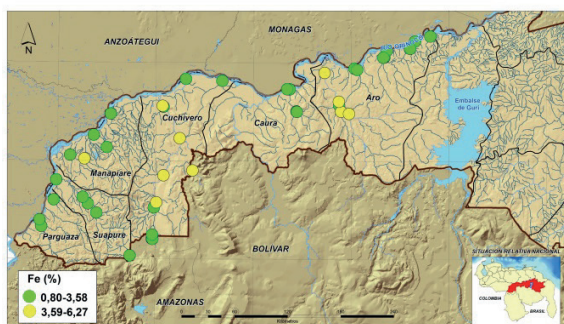 MONAGAS
ANZOÁTEGUI
N
Aro
Embalse
de Guri
Cuchivero
Caura
Manapiare
Parguaza
Suapure
BOLIVAR
SITUACION RELATIVA NACIONAL
Fe (%)
0,80-3,58
3,59-6,27
AMAZONAS
COLOMBIA
BRASIL